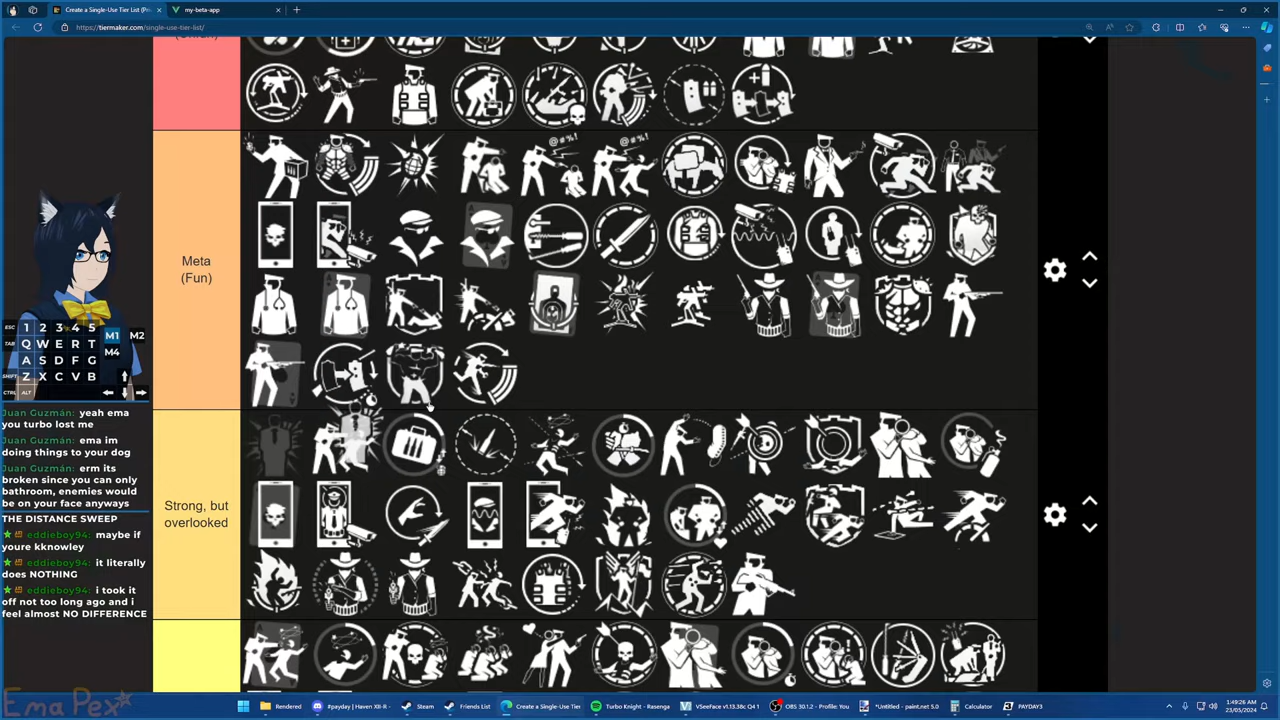 Create a Single-Use Tier List (Pri
my-beta-app
https://tiermaker.com/single-use-tier-list/
@#%!
@#%!
Meta
(Fun)
Strong, but
overlooked
ESC 1 2 3 4 5 M1 M2
TAB Q W E R T M4
A S D F G
SHIFT Z X C V B
CTRL ALT
Juan Guzmán: yeah ema
you turbo lost me
Juan Guzmán: ema im
doing things to your dog
Juan Guzmán: erm its
broken since you can only
bathroom, enemies would
be on your face anyways
THE DISTANCE SWEEP
eddieboy94: maybe if
youre kknowley
eddieboy94: it literally
does NOTHING
eddieboy94: i took it
off not too long ago and i
feel almost NO DIFFERENCE
Ema Pex
Rendered
#payday | Haven XII-R -
Steam
Friends List
Create a Single-Use Tier
Turbo Knight - Rasenga
VSeeFace v1.13.38c Q4 1
OBS 30.1.2 - Profile: You
*Untitled - paint.net 5.0
Calculator
PAYDAY3
1:49:26 AM
23/05/2024